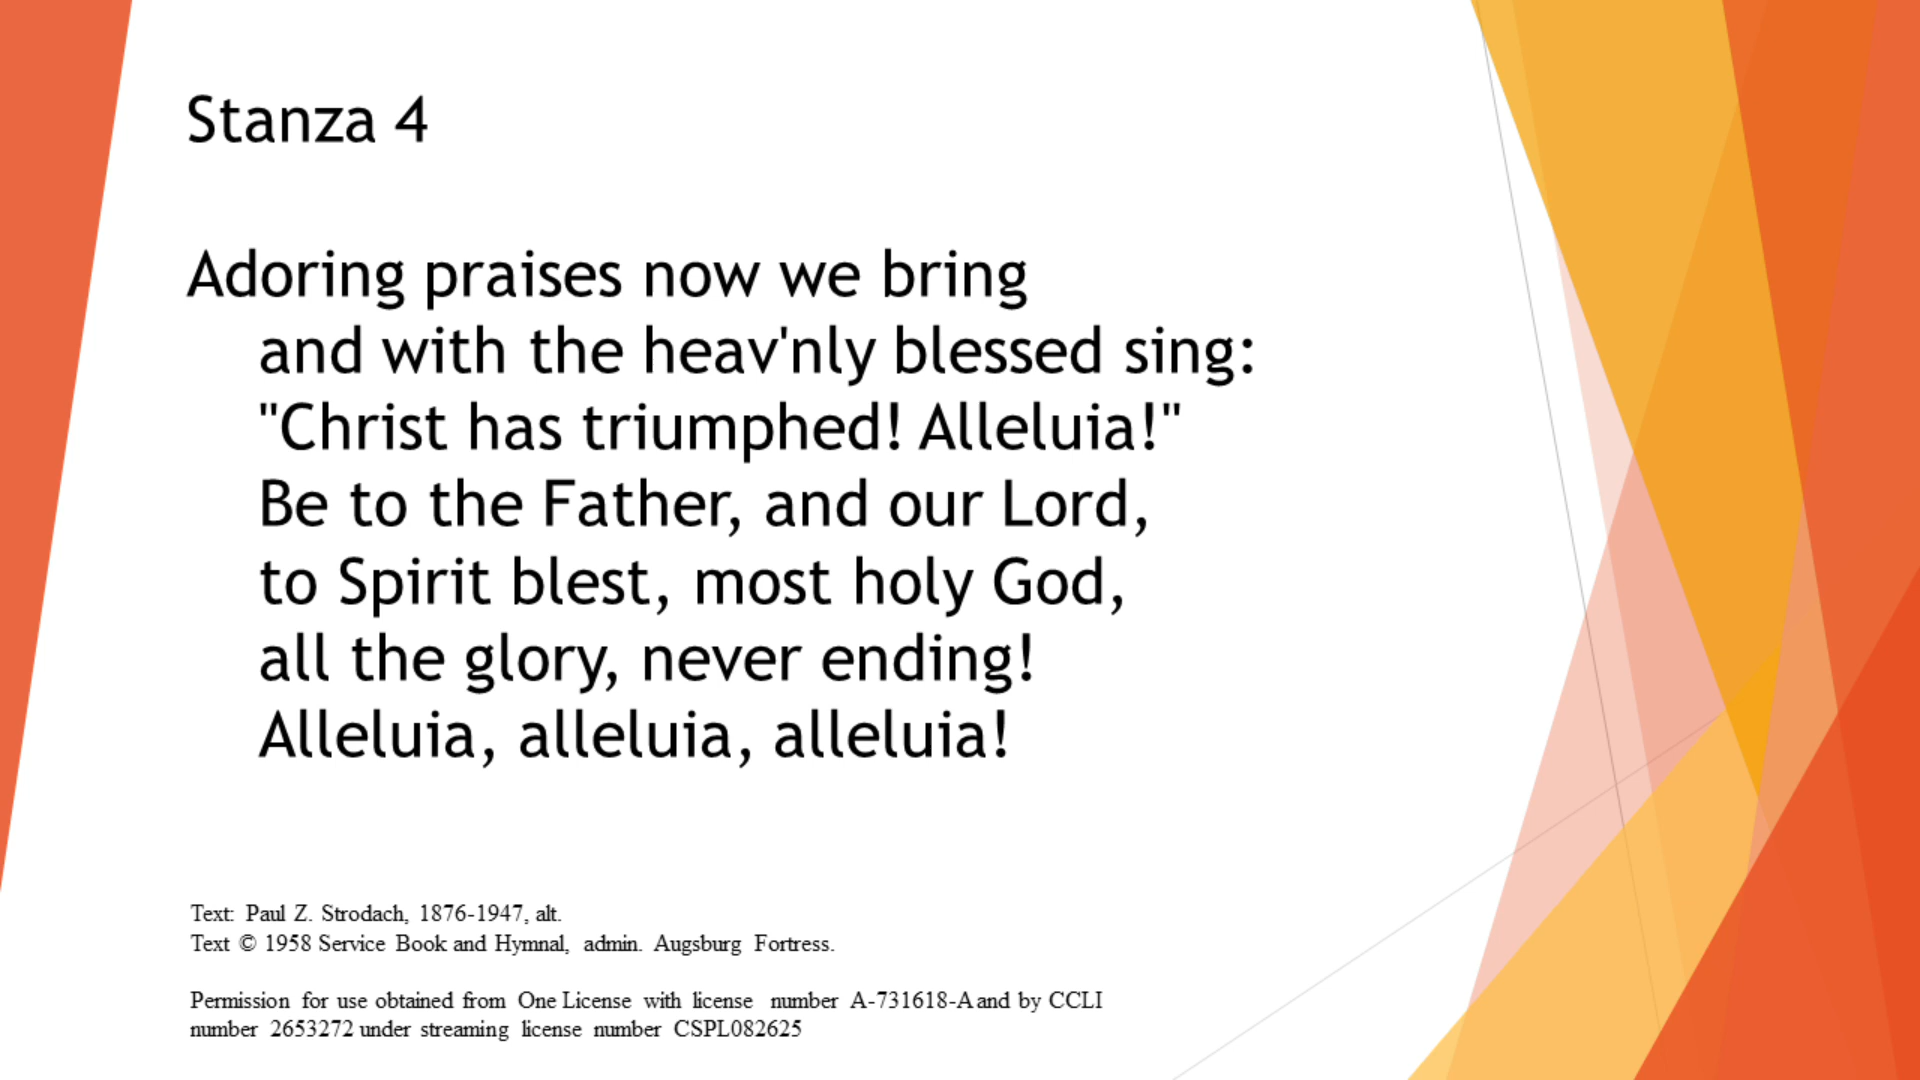 Stanza 4
Adoring praises now we bring
and with the heav'nly blessed sing:
"Christ has triumphed! Alleluia!"
Be to the Father, and our Lord,
to Spirit blest, most holy God,
all the glory, never ending!
Alleluia, alleluia, alleluia!
Text: Paul Z. Strodach, 1876-1947, alt.
Text © 1958 Service Book and Hymnal, admin. Augsburg Fortress.
Permission for use obtained from One License with license number A-731618-A and by CCLI
number 2653272 under streaming license number CSPL082625